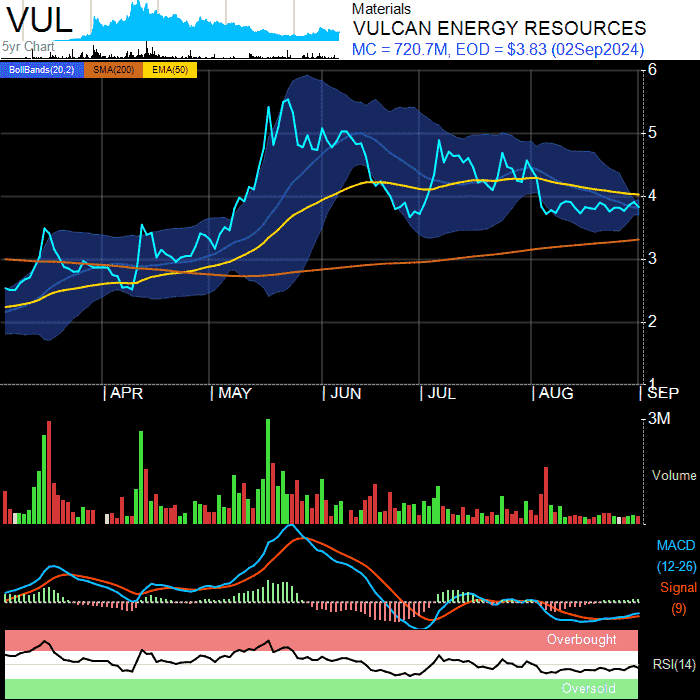 VUL
5yr Chart
Materials
VULCAN ENERGY RESOURCES
MC = 720.7M, EOD = $3.83 (02Sep2024)
BollBands(20,2) SMA(200) EMA(50)
6
5
4
3
2
1
APR MAY JUN JUL AUG SEP
3M
Volume
MACD
(12-26)
Signal
(9)
Overbought
RSI(14)
Oversold